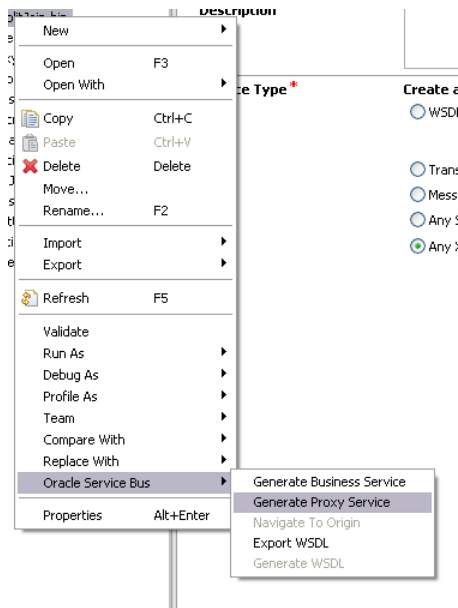 Description
New
Open F3
Open With
Service Type *
Create a
WSDL
Copy Ctrl+C
Paste Ctrl+V
Delete Delete
Move...
Rename... F2
Trans
Mess
Any S
Any X
Import
Export
Refresh F5
Validate
Run As
Debug As
Profile As
Team
Compare With
Replace With
Oracle Service Bus
Generate Business Service
Generate Proxy Service
Navigate To Origin
Export WSDL
Generate WSDL
Properties Alt+Enter